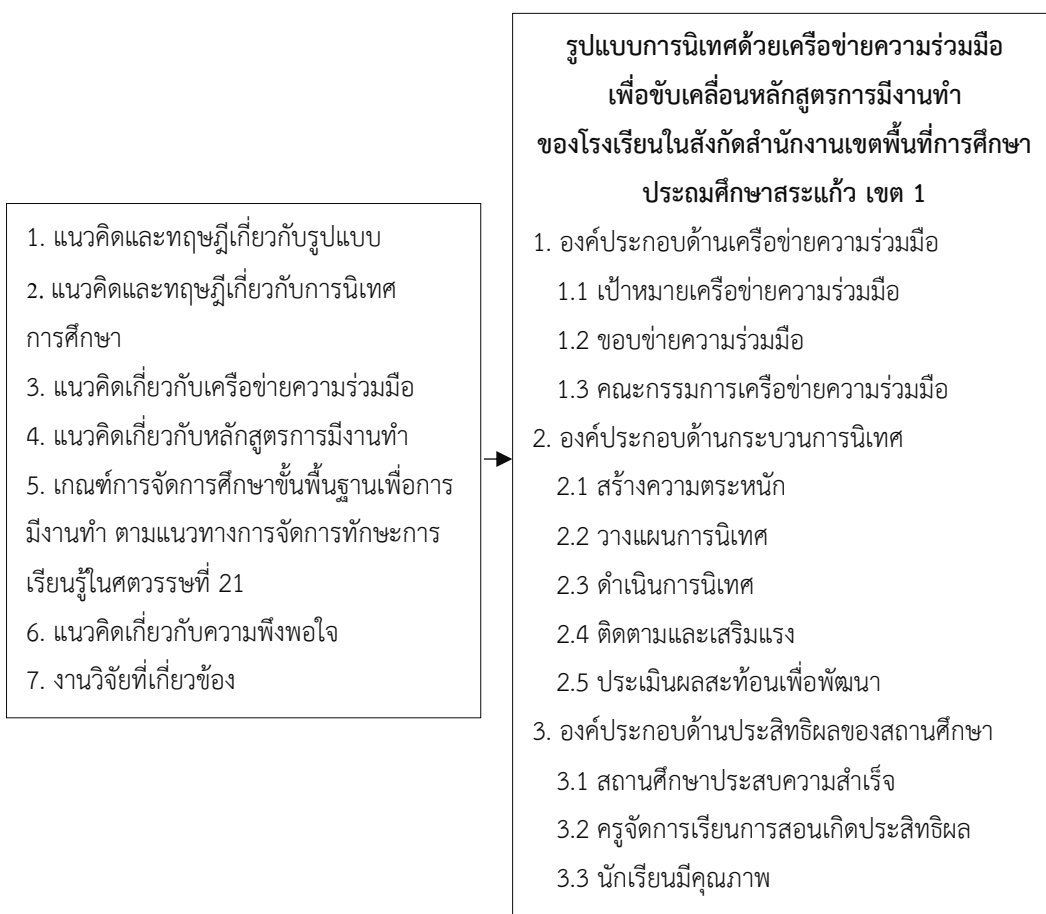 1. แนวคิดและทฤษฎีเกี่ยวกับรูปแบบ
2. แนวคิดและทฤษฎีเกี่ยวกับการนิเทศ
การศึกษา
3. แนวคิดเกี่ยวกับเครือข่ายความร่วมมือ
4. แนวคิดเกี่ยวกับหลักสูตรการมีงานทำ
5. เกณฑ์การจัดการศึกษาขั้นพื้นฐานเพื่อการ
มีงานทำ ตามแนวทางการจัดการทักษะการ
เรียนรู้ในศตวรรษที่ 21
6. แนวคิดเกี่ยวกับความพึงพอใจ
7. งานวิจัยที่เกี่ยวข้อง
รูปแบบการนิเทศด้วยเครือข่ายความร่วมมือ
เพื่อขับเคลื่อนหลักสูตรการมีงานทำ
ของโรงเรียนในสังกัดสำนักงานเขตพื้นที่การศึกษา
ประถมศึกษาสระแก้ว เขต 1
1. องค์ประกอบด้านเครือข่ายความร่วมมือ
1.1 เป้าหมายเครือข่ายความร่วมมือ
1.2 ขอบข่ายความร่วมมือ
1.3 คณะกรรมการเครือข่ายความร่วมมือ
2. องค์ประกอบด้านกระบวนการนิเทศ
2.1 สร้างความตระหนัก
2.2 วางแผนการนิเทศ
2.3 ดำเนินการนิเทศ
2.4 ติดตามและเสริมแรง
2.5 ประเมินผลสะท้อนเพื่อพัฒนา
3. องค์ประกอบด้านประสิทธิผลของสถานศึกษา
3.1 สถานศึกษาประสบความสำเร็จ
3.2 ครูจัดการเรียนการสอนเกิดประสิทธิผล
3.3 นักเรียนมีคุณภาพ